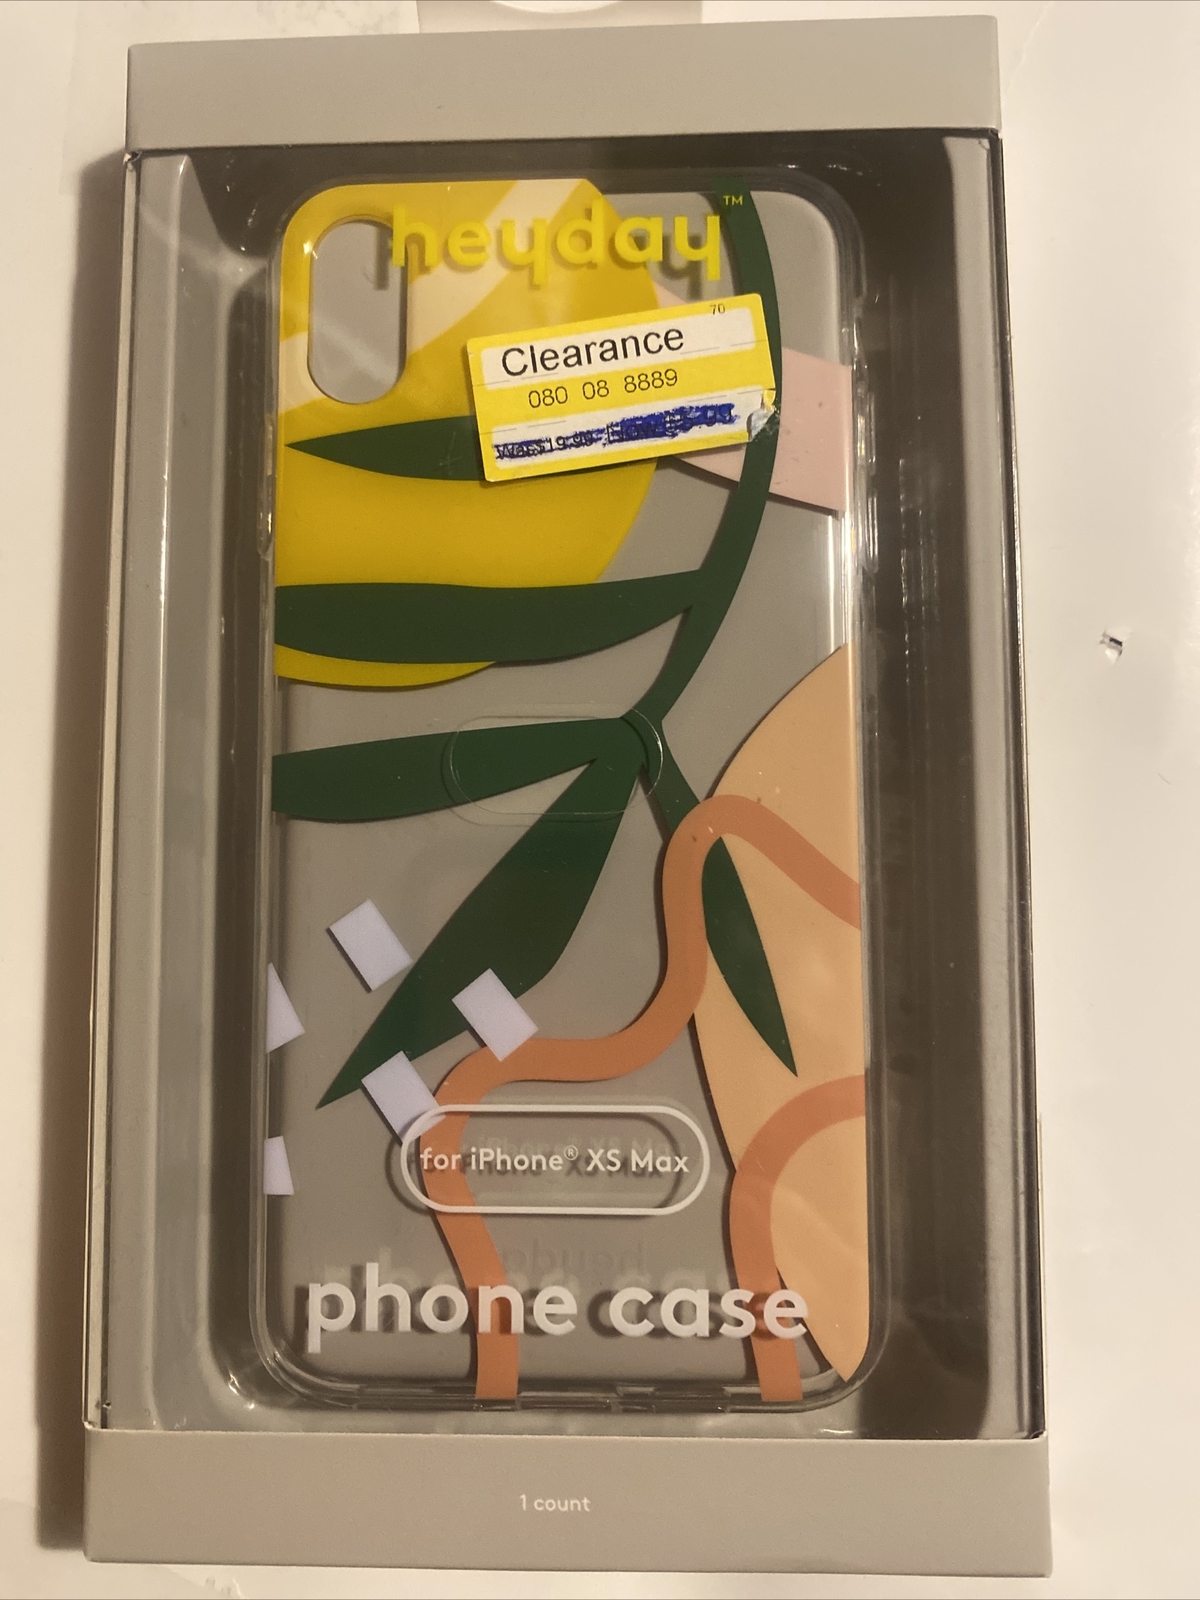 heyday™
70
Clearance
080 08 8889
for iPhone® XS Max
phone case
1 count